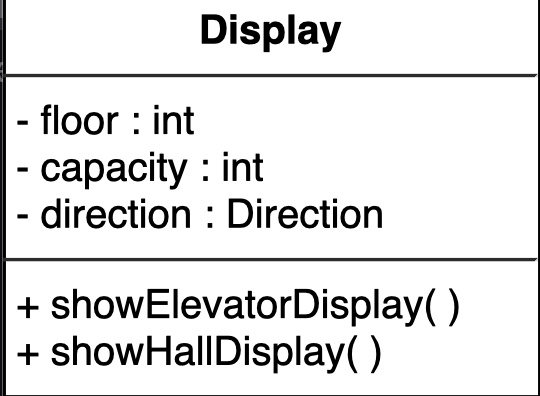 Display
- floor : int
- capacity : int
- direction : Direction
+ showElevatorDisplay( )
+ showHallDisplay( )